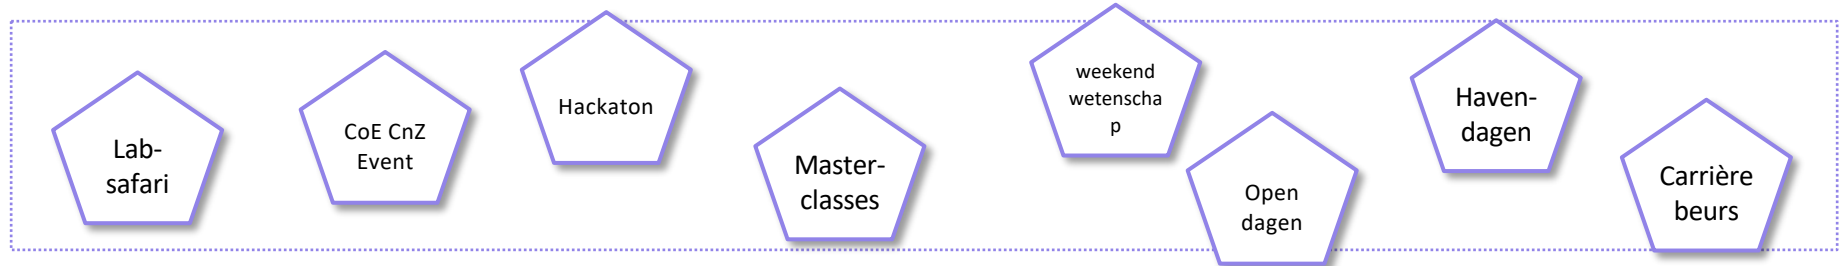 Lab-
safari
CoE CnZ
Event
Hackaton
Master-
classes
weekend
wetenscha
p
Open
dagen
Haven-
dagen
Carrière
beurs